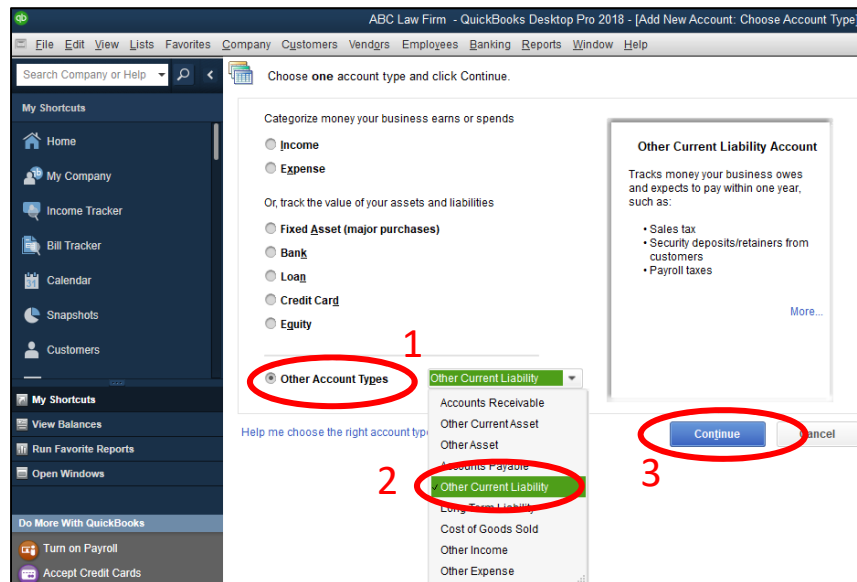 qb
ABC Law Firm - QuickBooks Desktop Pro 2018 - [Add New Account: Choose Account Type]
File Edit View Lists Favorites Company Customers Vendors Employees Banking Reports Window Help
Search Company or Help
Choose one account type and click Continue.
My Shortcuts
Home
My Company
Income Tracker
Bill Tracker
31
Calendar
Snapshots
Customers
My Shortcuts
View Balances
Run Favorite Reports
Open Windows
Do More With QuickBooks
Turn on Payroll
Accept Credit Cards
Categorize money your business earns or spends
Income
Expense
Or, track the value of your assets and liabilities
Fixed Asset (major purchases)
Bank
Loan
Credit Card
Equity
1
Other Account Types
Other Current Liability
Help me choose the right account type
Accounts Receivable
Other Current Asset
Other Asset
Accounts Payable
2
Other Current Liability
Long Term Liability
Cost of Goods Sold
Other Income
Other Expense
Other Current Liability Account
Tracks money your business owes
and expects to pay within one year,
such as:
• Sales tax
• Security deposits/retainers from
customers
• Payroll taxes
More...
Continue
Cancel
3